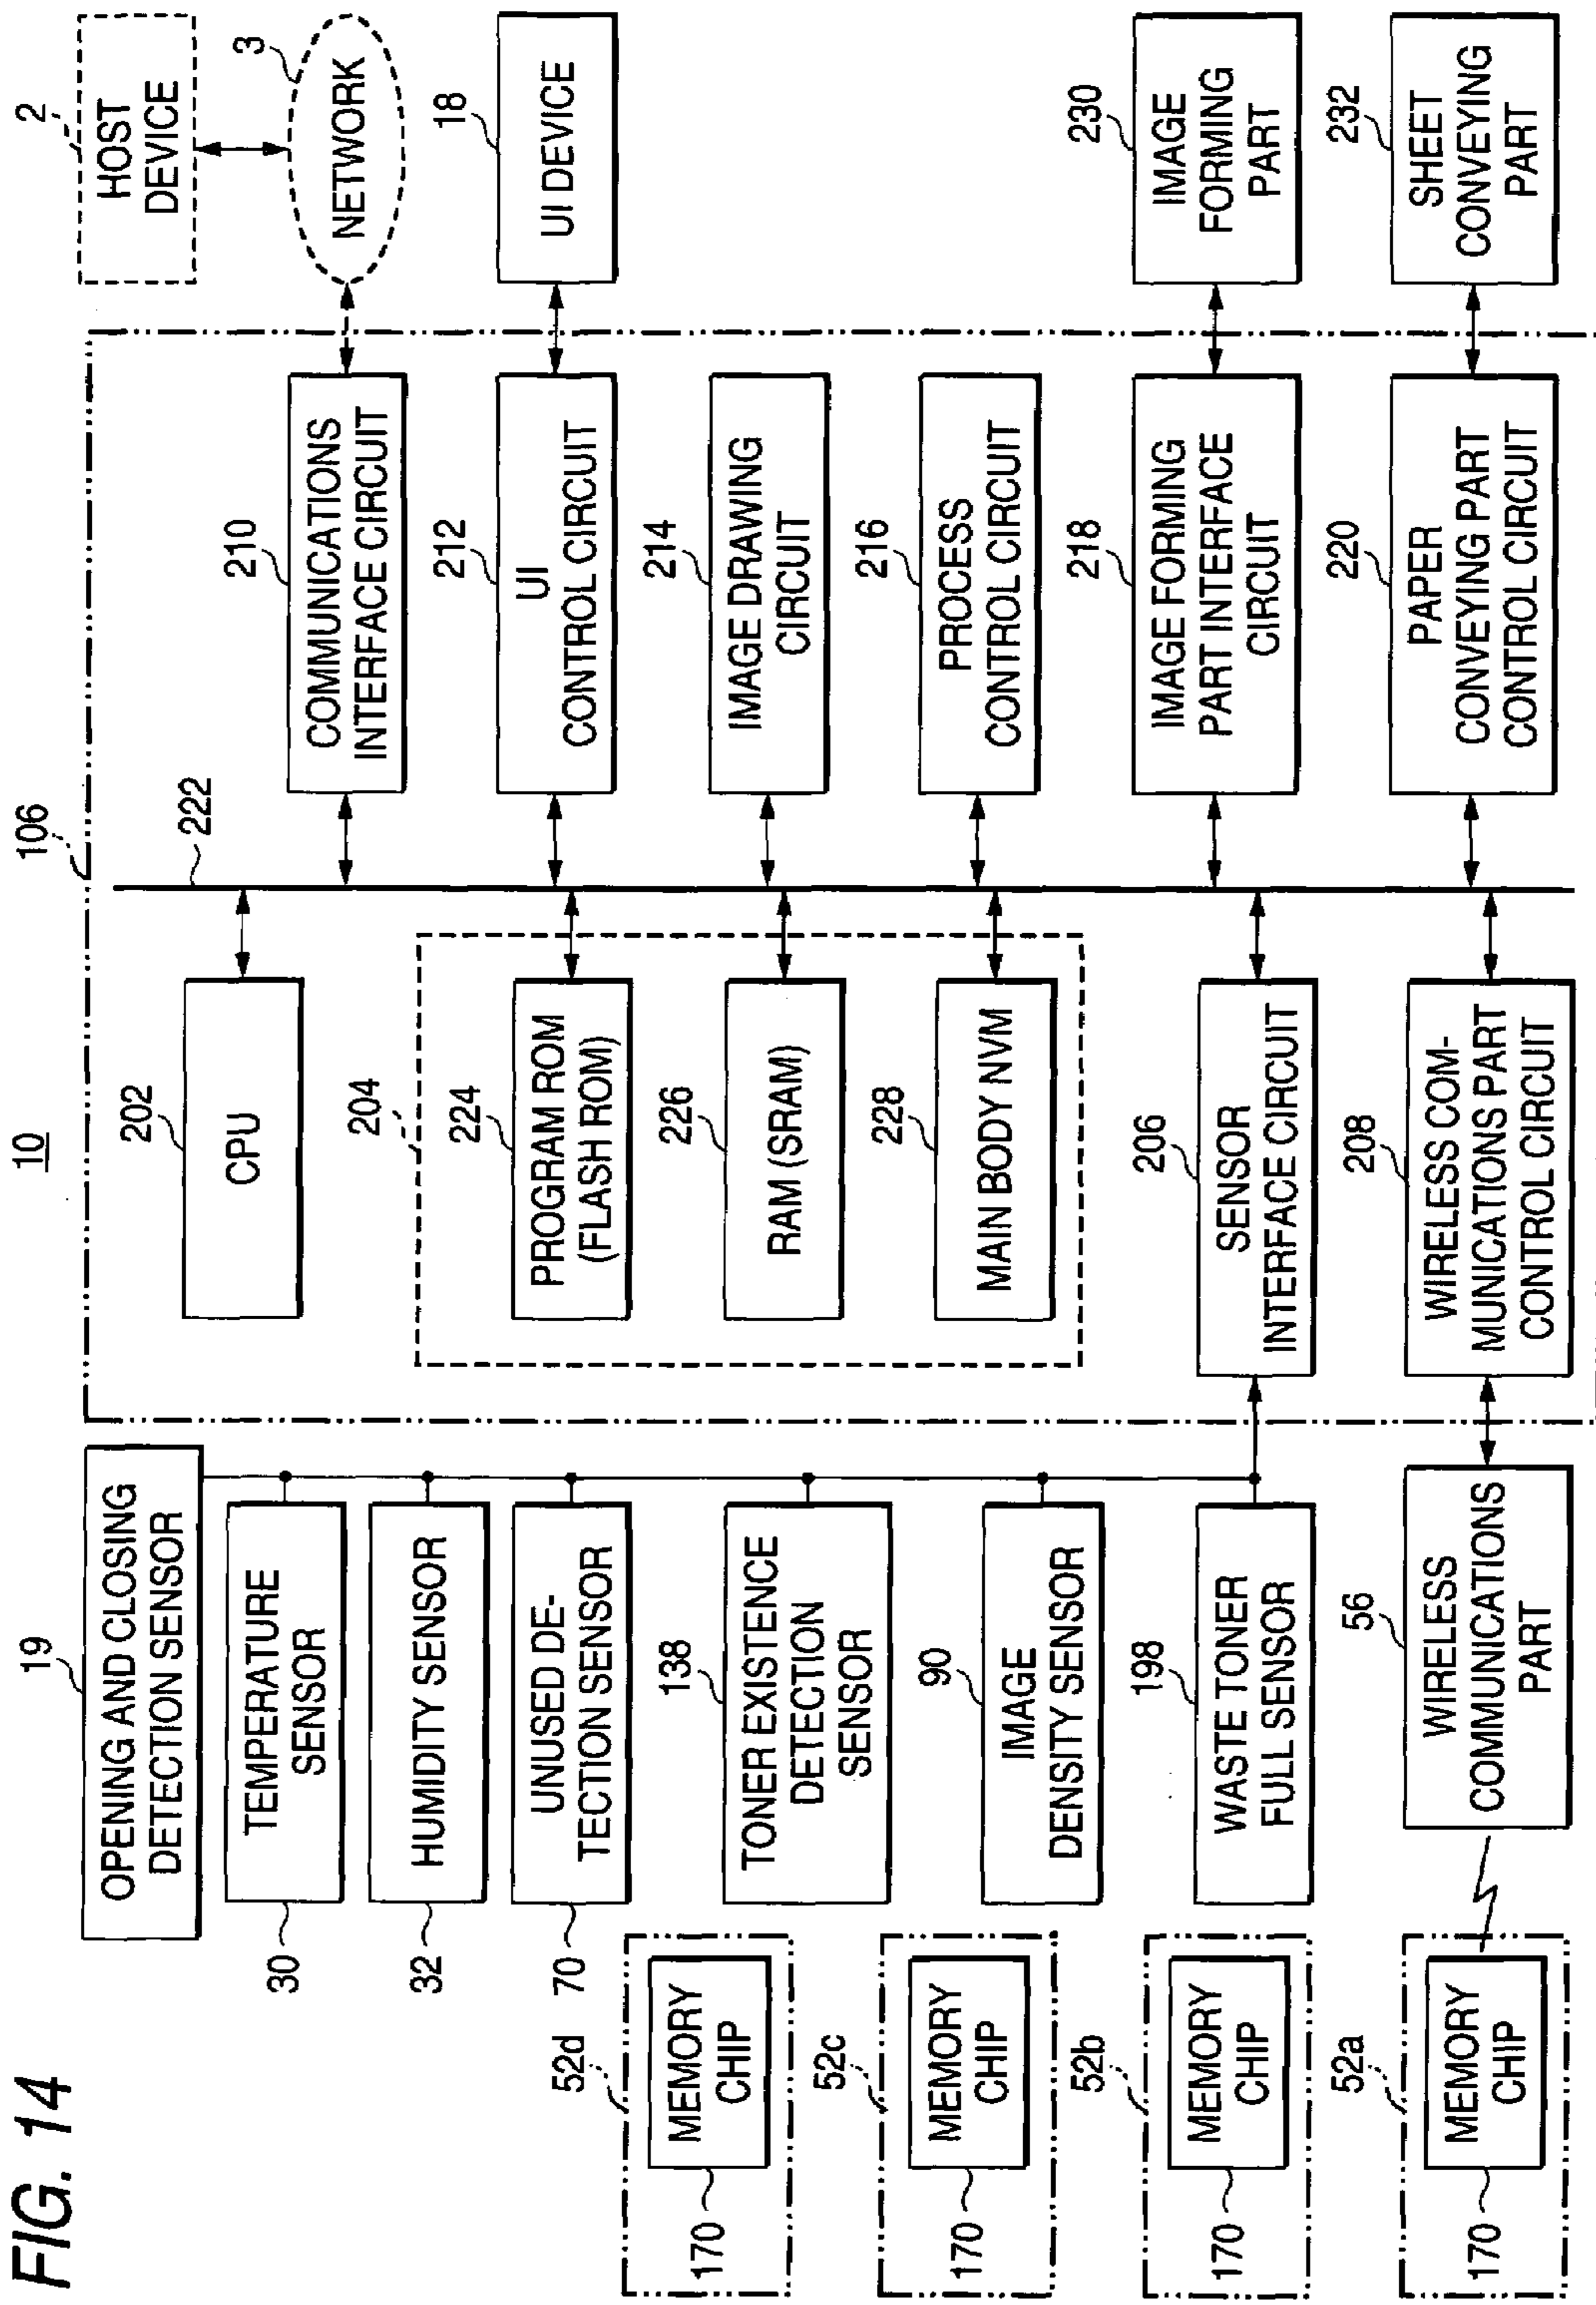 FIG. 14
10
106
2
HOST
DEVICE
3
NETWORK
222
202
CPU
210
COMMUNICATIONS
INTERFACE CIRCUIT
18
UI DEVICE
19
OPENING AND CLOSING
DETECTION SENSOR
30
TEMPERATURE
SENSOR
32
HUMIDITY SENSOR
70
UNUSED DE-
TECTION SENSOR
204
224
PROGRAM ROM
(FLASH ROM)
212
UI
CONTROL CIRCUIT
52d
MEMORY
CHIP
170
138
TONER EXISTENCE
DETECTION
SENSOR
226
RAM (SRAM)
214
IMAGE DRAWING
CIRCUIT
52c
MEMORY
CHIP
170
90
IMAGE
DENSITY SENSOR
228
MAIN BODY NVM
216
PROCESS
CONTROL CIRCUIT
52b
MEMORY
CHIP
170
198
WASTE TONER
FULL SENSOR
206
SENSOR
INTERFACE CIRCUIT
218
IMAGE FORMING
PART INTERFACE
CIRCUIT
230
IMAGE
FORMING
PART
52a
MEMORY
CHIP
170
56
WIRELESS
COMMUNICATIONS
PART
208
WIRELESS COM-
MUNICATIONS PART
CONTROL CIRCUIT
220
PAPER
CONVEYING PART
CONTROL CIRCUIT
232
SHEET
CONVEYING
PART